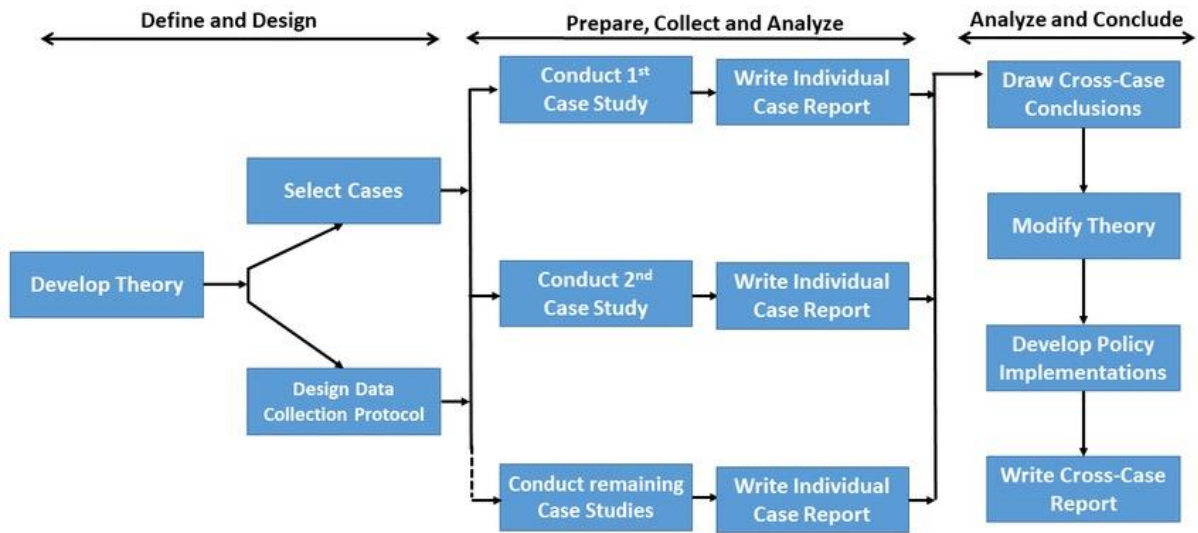 Define and Design
Prepare, Collect and Analyze
Analyze and Conclude
Develop Theory
Select Cases
Design Data
Collection Protocol
Conduct 1st
Case Study
Write Individual
Case Report
Conduct 2nd
Case Study
Write Individual
Case Report
Conduct remaining
Case Studies
Write Individual
Case Report
Draw Cross-Case
Conclusions
Modify Theory
Develop Policy
Implementations
Write Cross-Case
Report